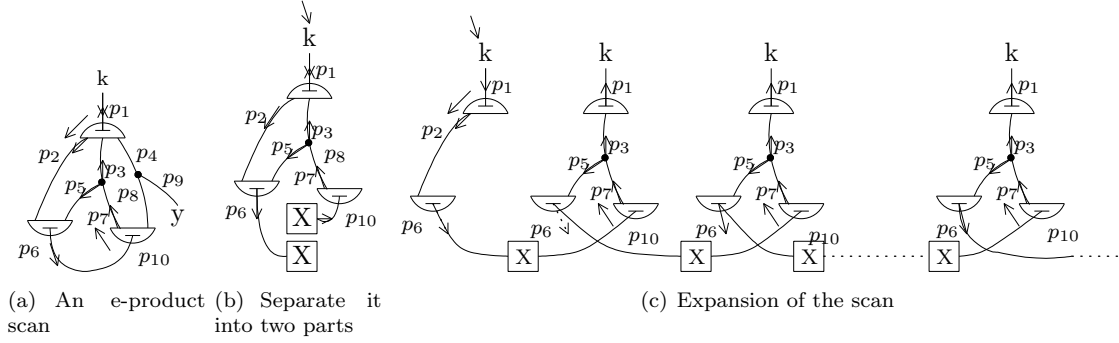 k
p1
p2
p4
p3
p5
p9
p8
p7
y
p6
p10
(a) An e-product
scan
k
p1
p2
p3
p5
p8
p7
p6
X
p10
X
(b) Separate it
into two parts
k k k k
p1 p1 p1 p1
p2
p3 p3 p3
p5 p5 p5
p7 p7 p7
p6 p6 p6 p6
p10 p10 p10
X X X X
(c) Expansion of the scan